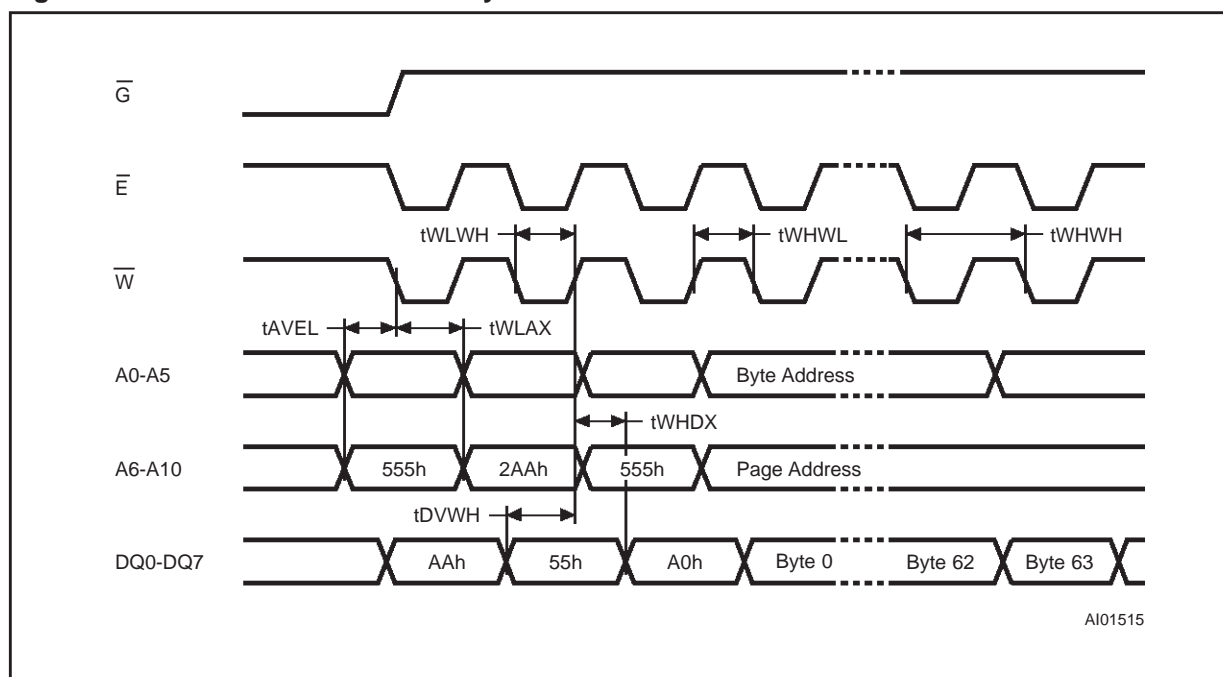 G
E
tWLWH
tWHWL
tWHWH
W
tAVEL
tWLAX
A0-A5
Byte Address
tWHDX
A6-A10
555h
2AAh
555h
Page Address
tDVWH
DQ0-DQ7
AAh
55h
A0h
Byte 0
Byte 62
Byte 63
AI01515